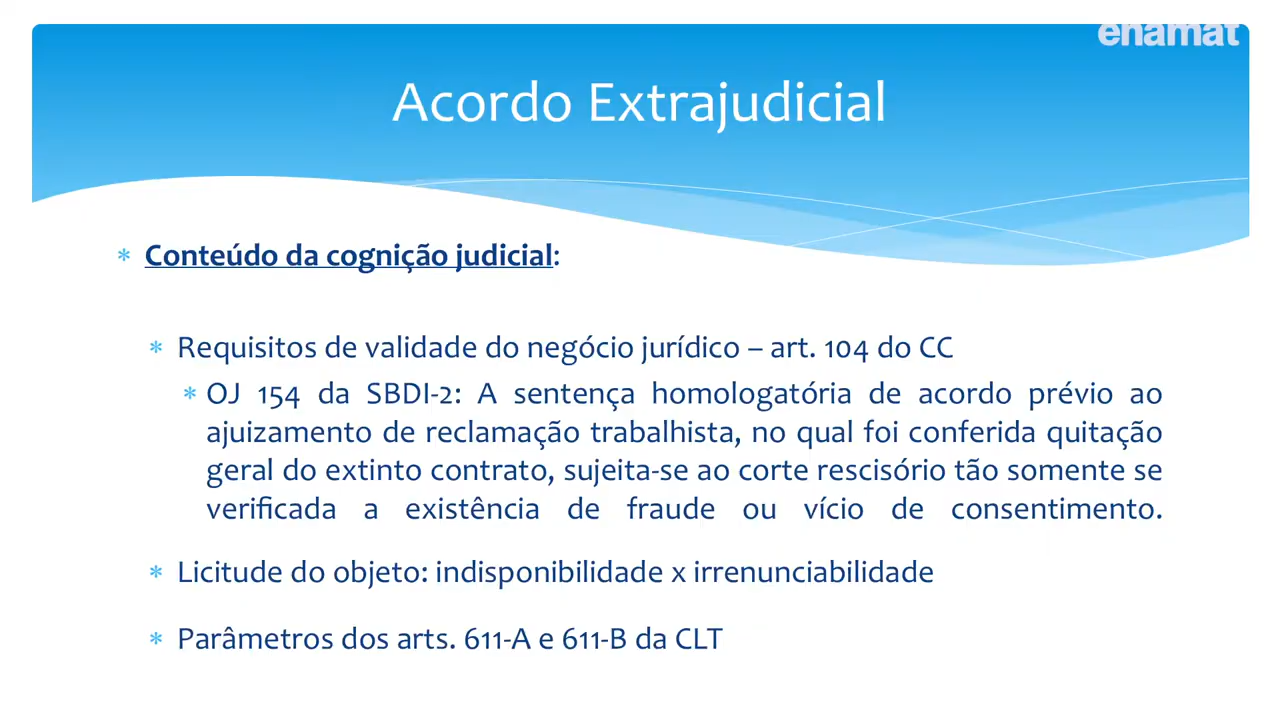 enamat
Acordo Extrajudicial
* Conteúdo da cognição judicial:
* Requisitos de validade do negócio jurídico – art. 104 do CC
* OJ 154 da SBDI-2: A sentença homologatória de acordo prévio ao
ajuizamento de reclamação trabalhista, no qual foi conferida quitação
geral do extinto contrato, sujeita-se ao corte rescisório tão somente se
verificada a existência de fraude ou vício de consentimento.
* Licitude do objeto: indisponibilidade x irrenunciabilidade
* Parâmetros dos arts. 611-A e 611-B da CLT